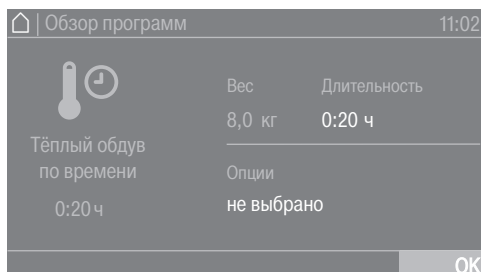 | Обзор программ 11:02
Тёплый обдув
по времени
0:20 ч
Вес Длительность
8,0 кг 0:20 ч
Опции
не выбрано
OK